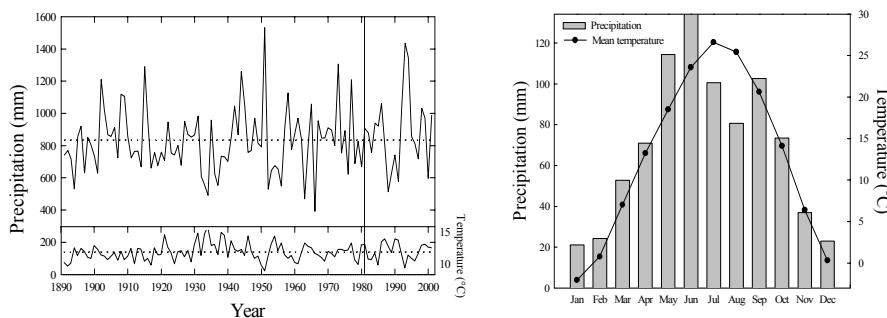 1600
1400
1200
1000
800
600
400
200
0
Precipitation (mm)
15
10
Temperature (°C)
1890 1900 1910 1920 1930 1940 1950 1960 1970 1980 1990 2000
Year
Precipitation
Mean temperature
120
100
80
60
40
20
0
Precipitation (mm)
30
25
20
15
10
5
0
Temperature (°C)
Jan Feb Mar Apr May Jun Jul Aug Sep Oct Nov Dec